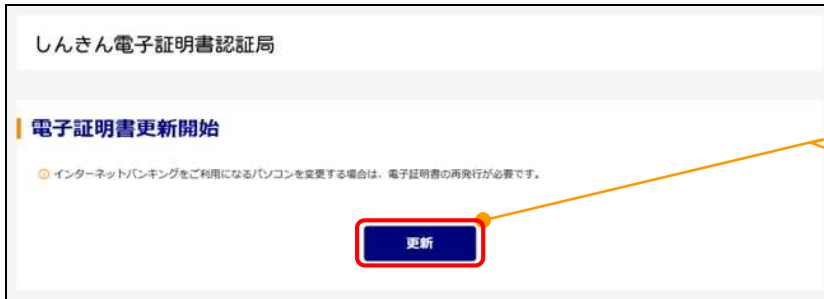 しんきん電子証明書認証局
電子証明書更新開始
インターネットバンキングをご利用になるパソコンを変更する場合は、電子証明書の再発行が必要です。
更新